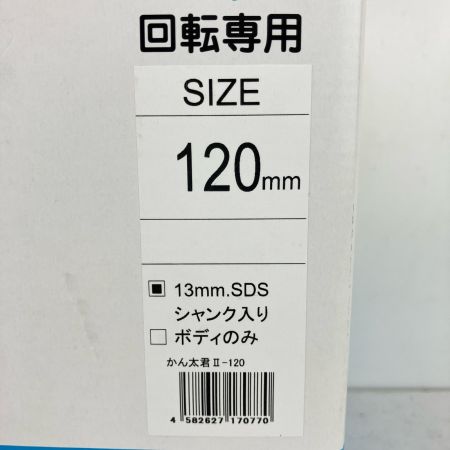 回転専用
SIZE
120mm
■ 13mm.SDS
シャンク入り
□ ボディのみ
かん太君Ⅱ-120
4 582627 170770